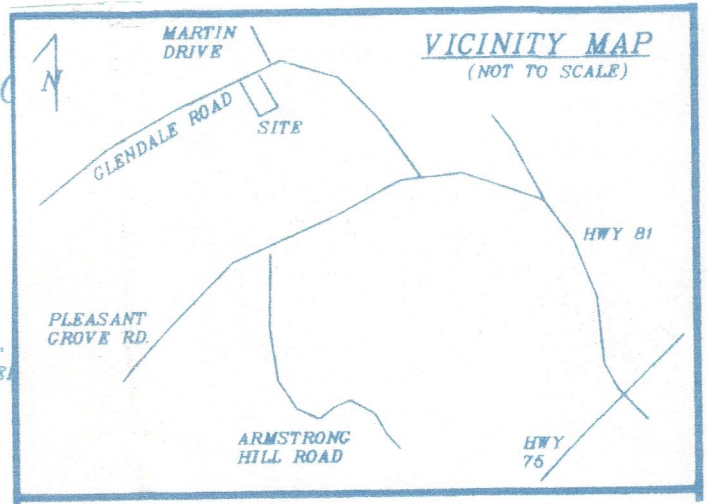 VICINITY MAP
(NOT TO SCALE)
N
MARTIN
DRIVE
GLENDALE ROAD
SITE
HWY 81
PLEASANT
GROVE RD.
ARMSTRONG
HILL ROAD
HWY
75